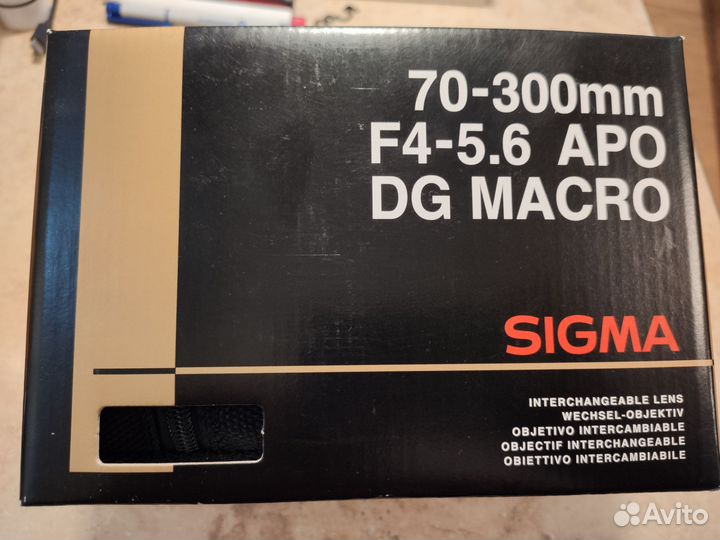 70-300mm
F4-5.6 APO
DG MACRO
SIGMA
INTERCHANGEABLE LENS
WECHSEL-OBJEKTIV
OBJETIVO INTERCAMBIABLE
OBJECTIF INTERCHANGEABLE
OBIETTIVO INTERCAMBIABILE
Avito